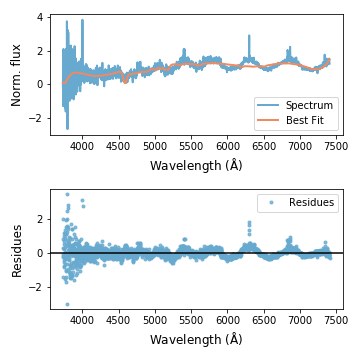 Norm. flux
4
2
0
−2
Spectrum
Best Fit
4000 4500 5000 5500 6000 6500 7000 7500
Wavelength (Å)
Residues
2
0
−2
Residues
4000 4500 5000 5500 6000 6500 7000 7500
Wavelength (Å)